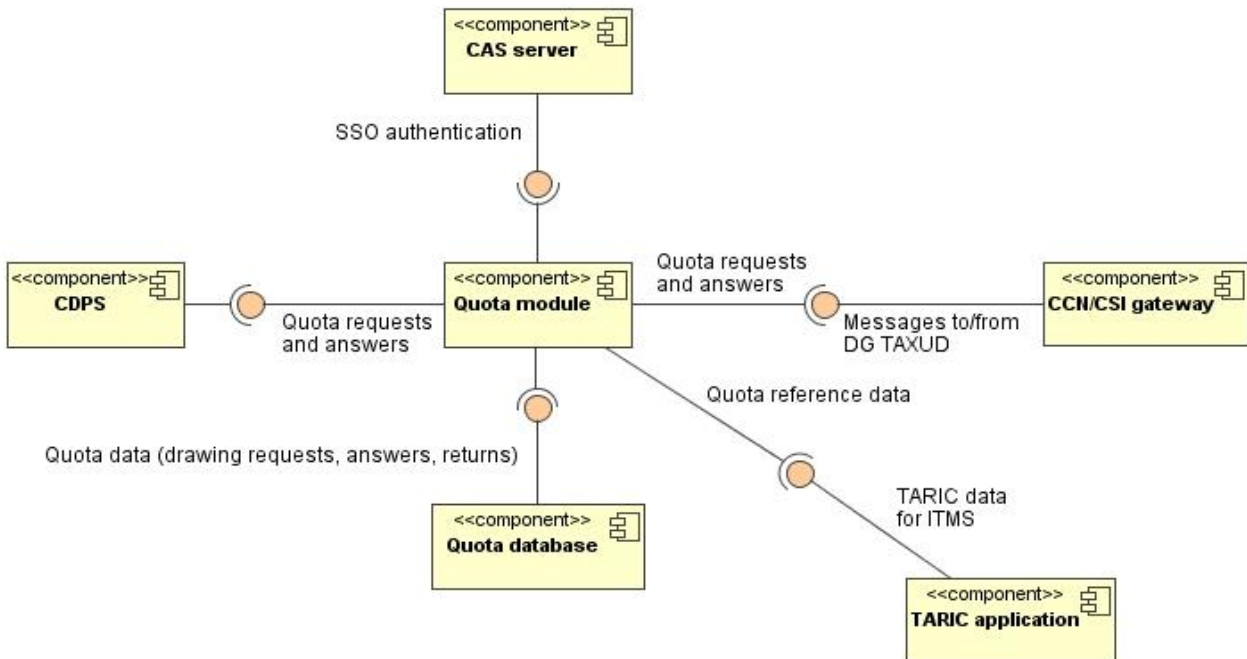 <<component>>
CAS server
SSO authentication
<<component>>
CDPS
Quota requests
and answers
<<component>>
Quota module
Quota requests
and answers
Messages to/from
DG TAXUD
<<component>>
CCN/CSI gateway
Quota reference data
Quota data (drawing requests, answers, returns)
<<component>>
Quota database
TARIC data
for ITMS
<<component>>
TARIC application